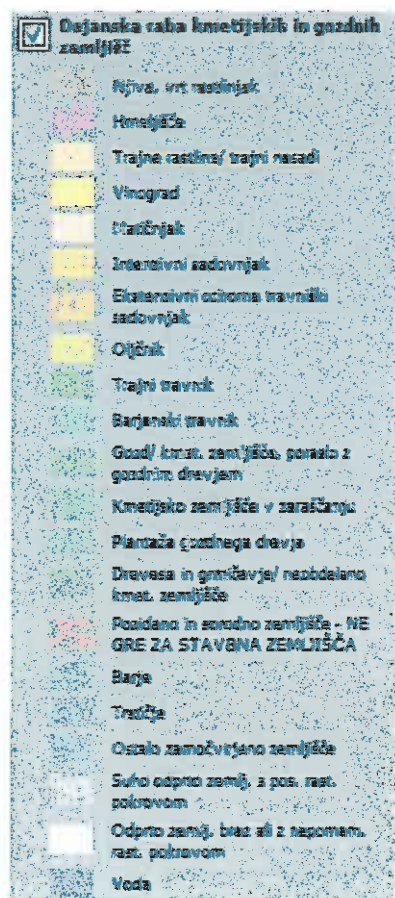 Dejanska raba kmetijskih in gozdnih
zemljišč
Njiva, vrt rastlinjak
Hmeljišče
Trajne rastline/ trajni nasadi
Vinograd
Matičnjak
Intenzivni sadovnjak
Ekstenzivni oziroma travniški
sadovnjak
Oljčnik
Trajni travnik
Barjanski travnik
Gozd/ kmet. zemljišče, poraslo z
gozdnim drevjem
Kmetijsko zemljišče v zaraščanju
Plantaža gozdnega drevja
Drevesa in grmičevje/ neobdelano
kmet. zemljišče
Pozidano in sorodno zemljišče - NE
GRE ZA STAVBNA ZEMLJIŠČA
Barje
Trstičje
Ostalo zamočvirjeno zemljišče
Suho odprto zemlj. s pos. rast.
pokrovom
Odprto zemlj. brez ali z nepomem.
rast. pokrovom
Voda